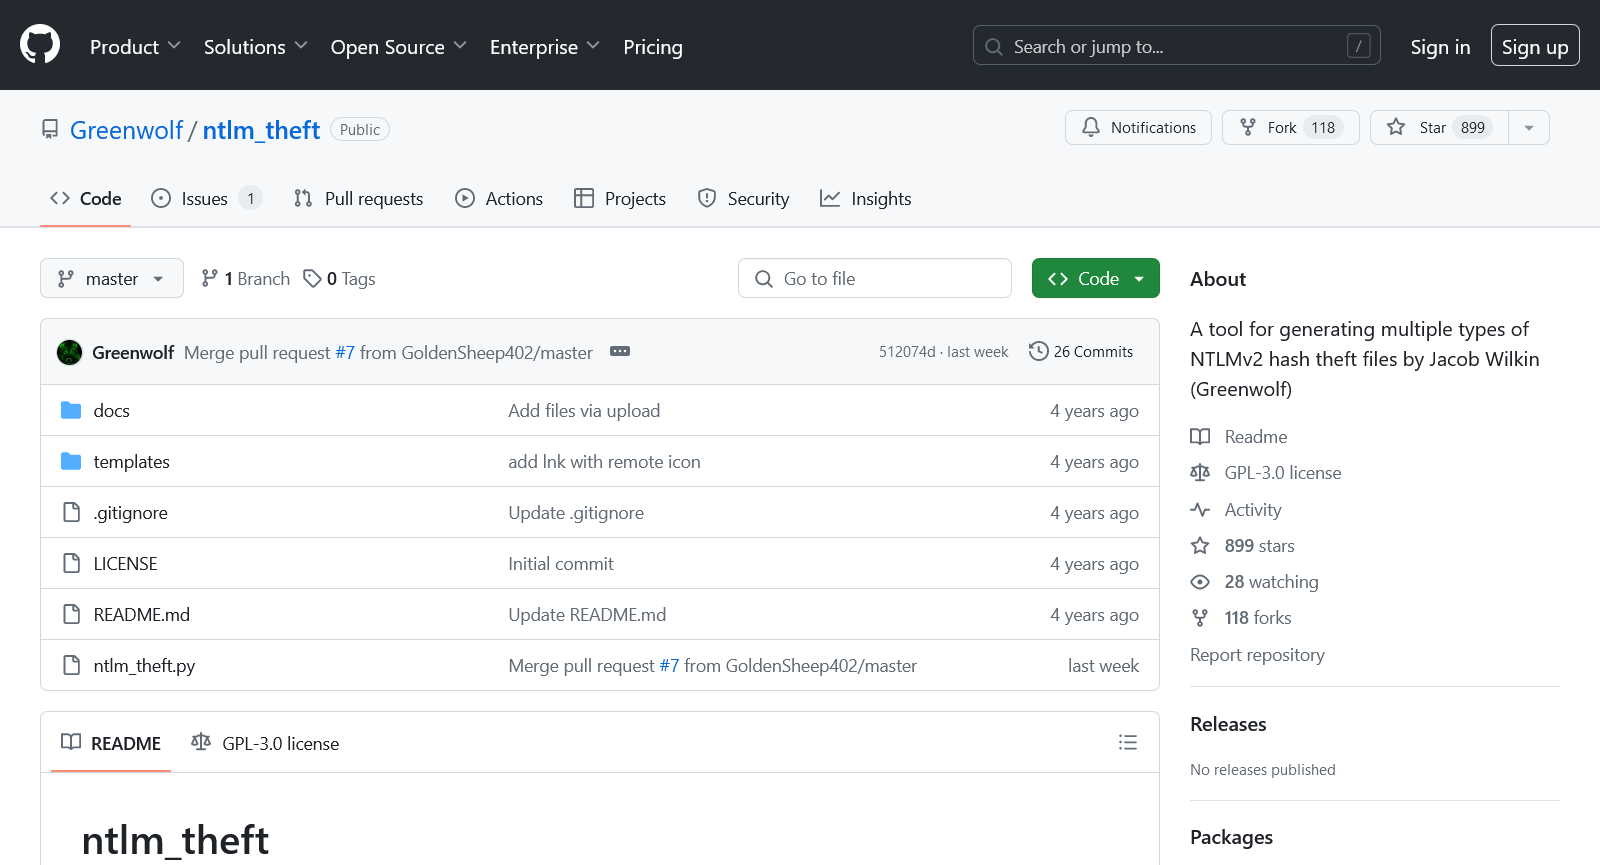 Product Solutions Open Source Enterprise Pricing Search or jump to... / Sign in Sign up
Greenwolf / ntlm_theft Public Notifications Fork 118 Star 899
Code Issues 1 Pull requests Actions Projects Security Insights
master 1 Branch 0 Tags Go to file Code
Greenwolf Merge pull request #7 from GoldenSheep402/master 512074d · last week 26 Commits
docs Add files via upload 4 years ago
templates add lnk with remote icon 4 years ago
.gitignore Update .gitignore 4 years ago
LICENSE Initial commit 4 years ago
README.md Update README.md 4 years ago
ntlm_theft.py Merge pull request #7 from GoldenSheep402/master last week
README GPL-3.0 license
ntlm_theft
About
A tool for generating multiple types of
NTLMv2 hash theft files by Jacob Wilkin
(Greenwolf)
Readme
GPL-3.0 license
Activity
899 stars
28 watching
118 forks
Report repository
Releases
No releases published
Packages